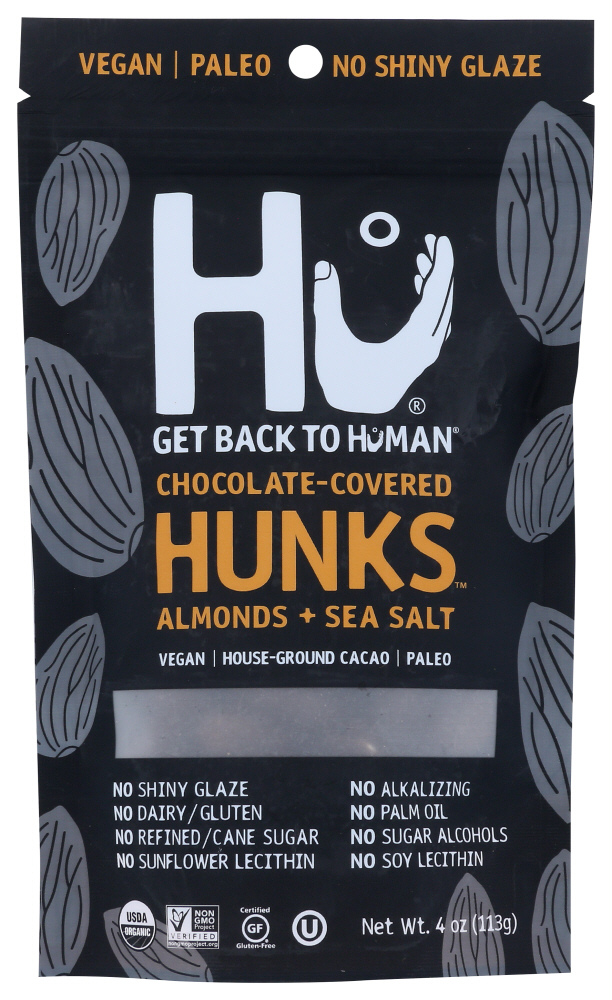 VEGAN | PALEO NO SHINY GLAZE
Hu®
GET BACK TO HUMAN®
CHOCOLATE-COVERED
HUNKS™
ALMONDS + SEA SALT
VEGAN | HOUSE-GROUND CACAO | PALEO
NO SHINY GLAZE
NO DAIRY/GLUTEN
NO REFINED/CANE SUGAR
NO SUNFLOWER LECITHIN
NO ALKALIZING
NO PALM OIL
NO SUGAR ALCOHOLS
NO SOY LECITHIN
USDA
ORGANIC
NON
GMO
Project
VERIFIED
nongmoproject.org
Certified
GF
Gluten-Free
U
Net Wt. 4 oz (113g)